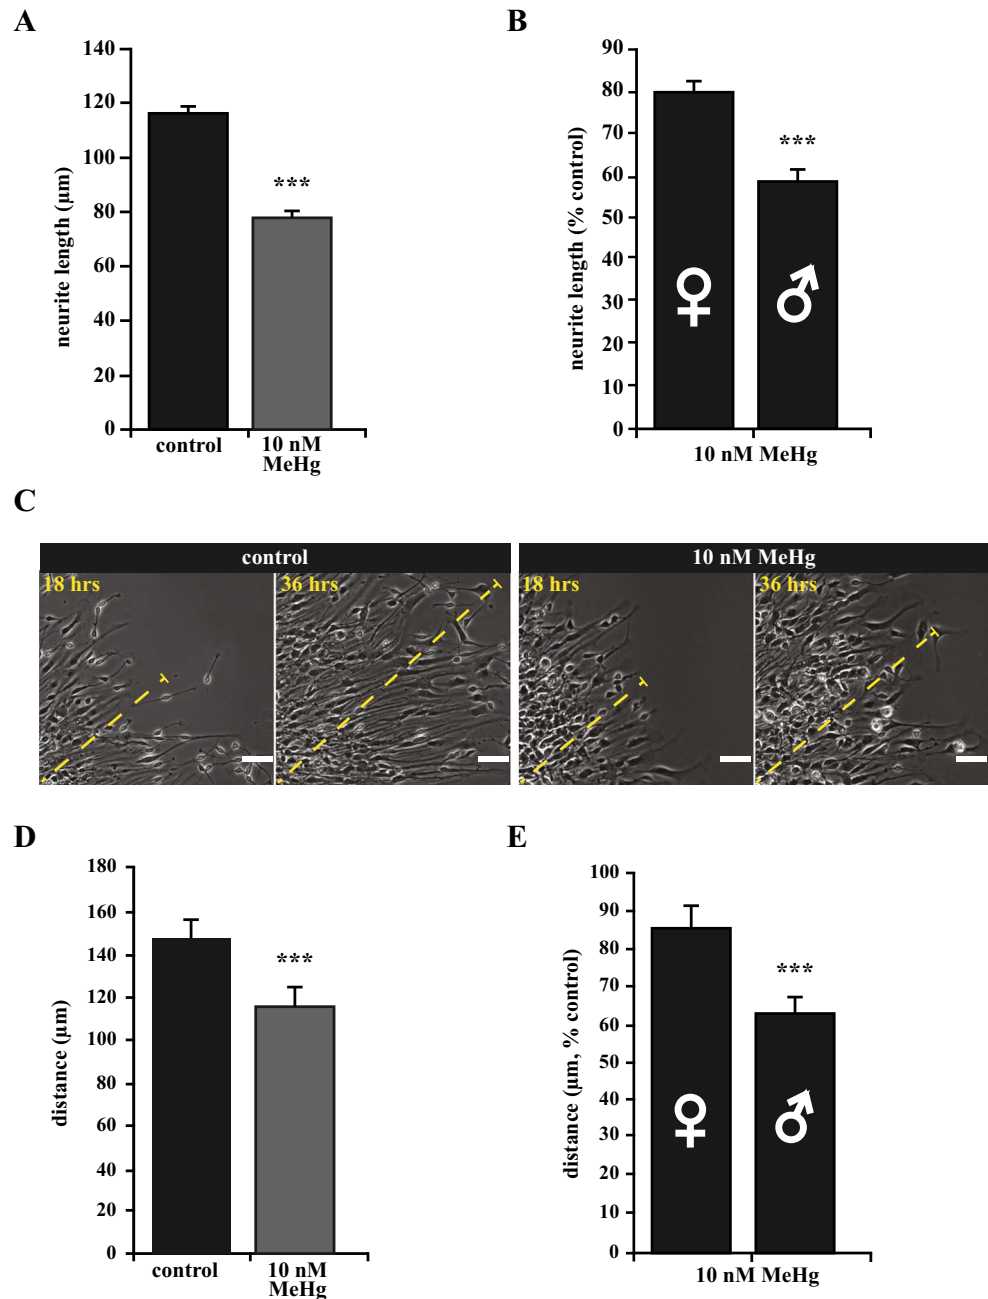 A
140
120
100
80
60
40
20
0
neurite length (µm)
***
control
10 nM
MeHg
B
90
80
70
60
50
40
30
20
10
0
neurite length (% control)
***
♀
♂
10 nM MeHg
C
control
10 nM MeHg
18 hrs
36 hrs
18 hrs
36 hrs
D
180
160
140
120
100
80
60
40
20
0
distance (µm)
***
control
10 nM
MeHg
E
100
90
80
70
60
50
40
30
20
10
0
distance (µm, % control)
***
♀
♂
10 nM MeHg